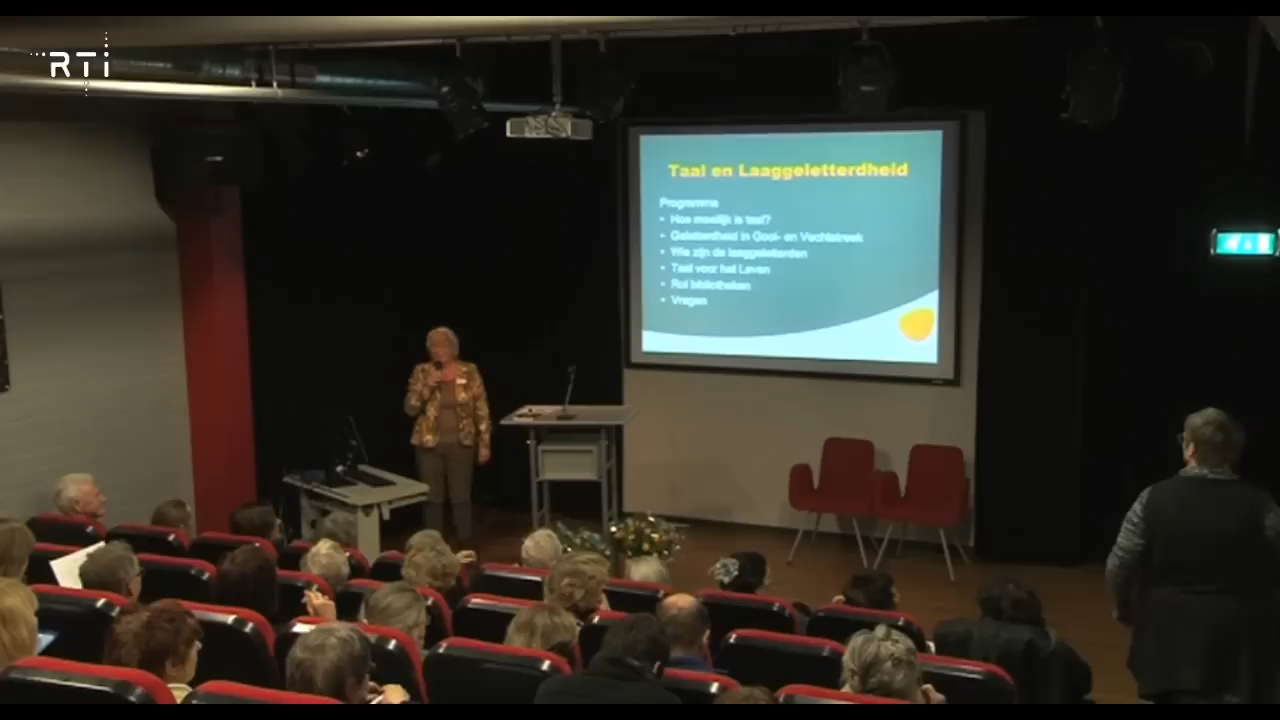 RTi
Taal en Laaggeletterdheid
Programma
• Hoe moeilijk is taal?
• Geletterdheid in Gooi- en Vechtstreek
• Wie zijn de laaggeletterden
• Taal voor het Leven
• Rol bibliotheken
• Vragen